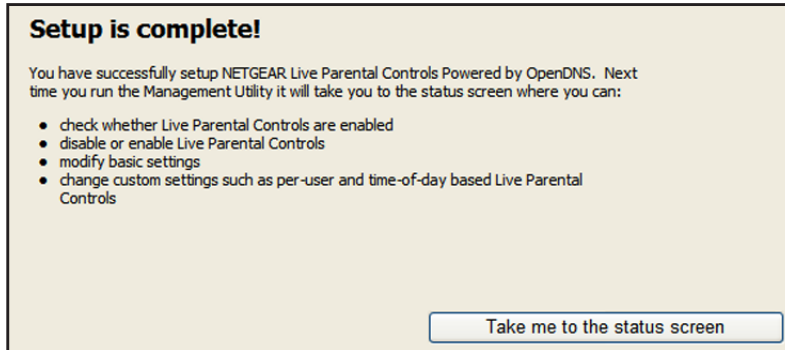 Setup is complete!
You have successfully setup NETGEAR Live Parental Controls Powered by OpenDNS. Next
time you run the Management Utility it will take you to the status screen where you can:
• check whether Live Parental Controls are enabled
• disable or enable Live Parental Controls
• modify basic settings
• change custom settings such as per-user and time-of-day based Live Parental
Controls
Take me to the status screen